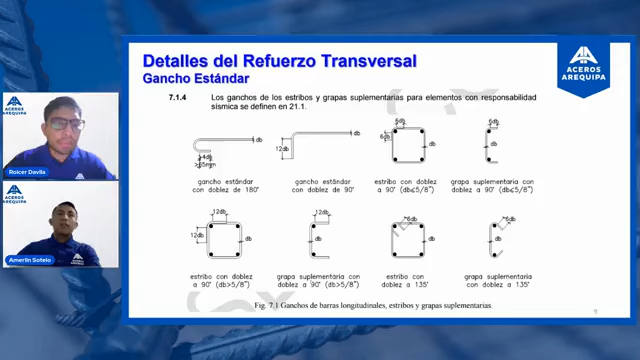 Detalles del Refuerzo Transversal
Gancho Estándar
ACEROS
AREQUIPA
7.1.4 Los ganchos de los estribos y grapas suplementarias para elementos con responsabilidad
sísmica se definen en 21.1.
db
4db
>65mm
gancho estándar
con doblez de 180°
db
12db
gancho estándar
con doblez de 90°
6db
6db
db
estribo con doblez
a 90° (db≤5/8")
6db
db
grapa suplementaria con
doblez a 90° (db≤5/8")
12db
12db
db
estribo con doblez
a 90° (db>5/8")
12db
db
grapa suplementaria con
doblez a 90° (db>5/8")
6db
db
estribo con doblez
a 135°
6db
db
grapa suplementaria
con doblez a 135°
Fig. 7.1 Ganchos de barras longitudinales, estribos y grapas suplementarias.
9
ACEROS
AREQUIPA
Roicer Davila
ACEROS
AREQUIPA
Amerlin Sotelo